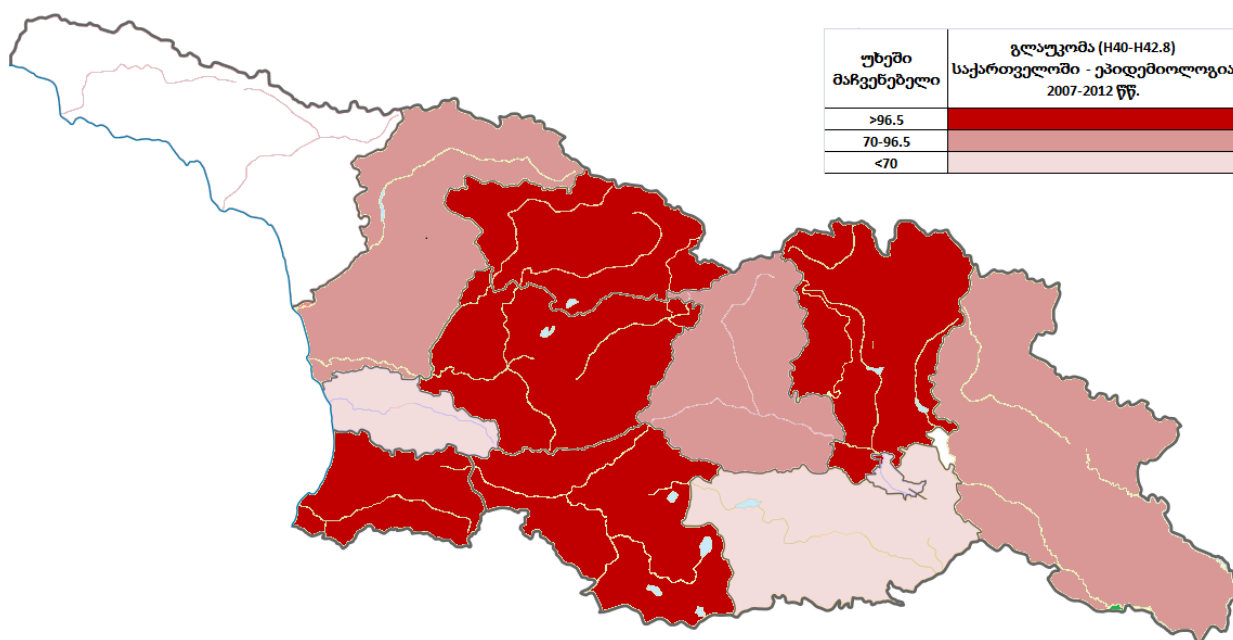 უხეში
მაჩვენებელი
გლაუკომა (H40-H42.8)
საქართველოში - ეპიდემიოლოგია
2007-2012 წწ.
>96.5
70-96.5
<70